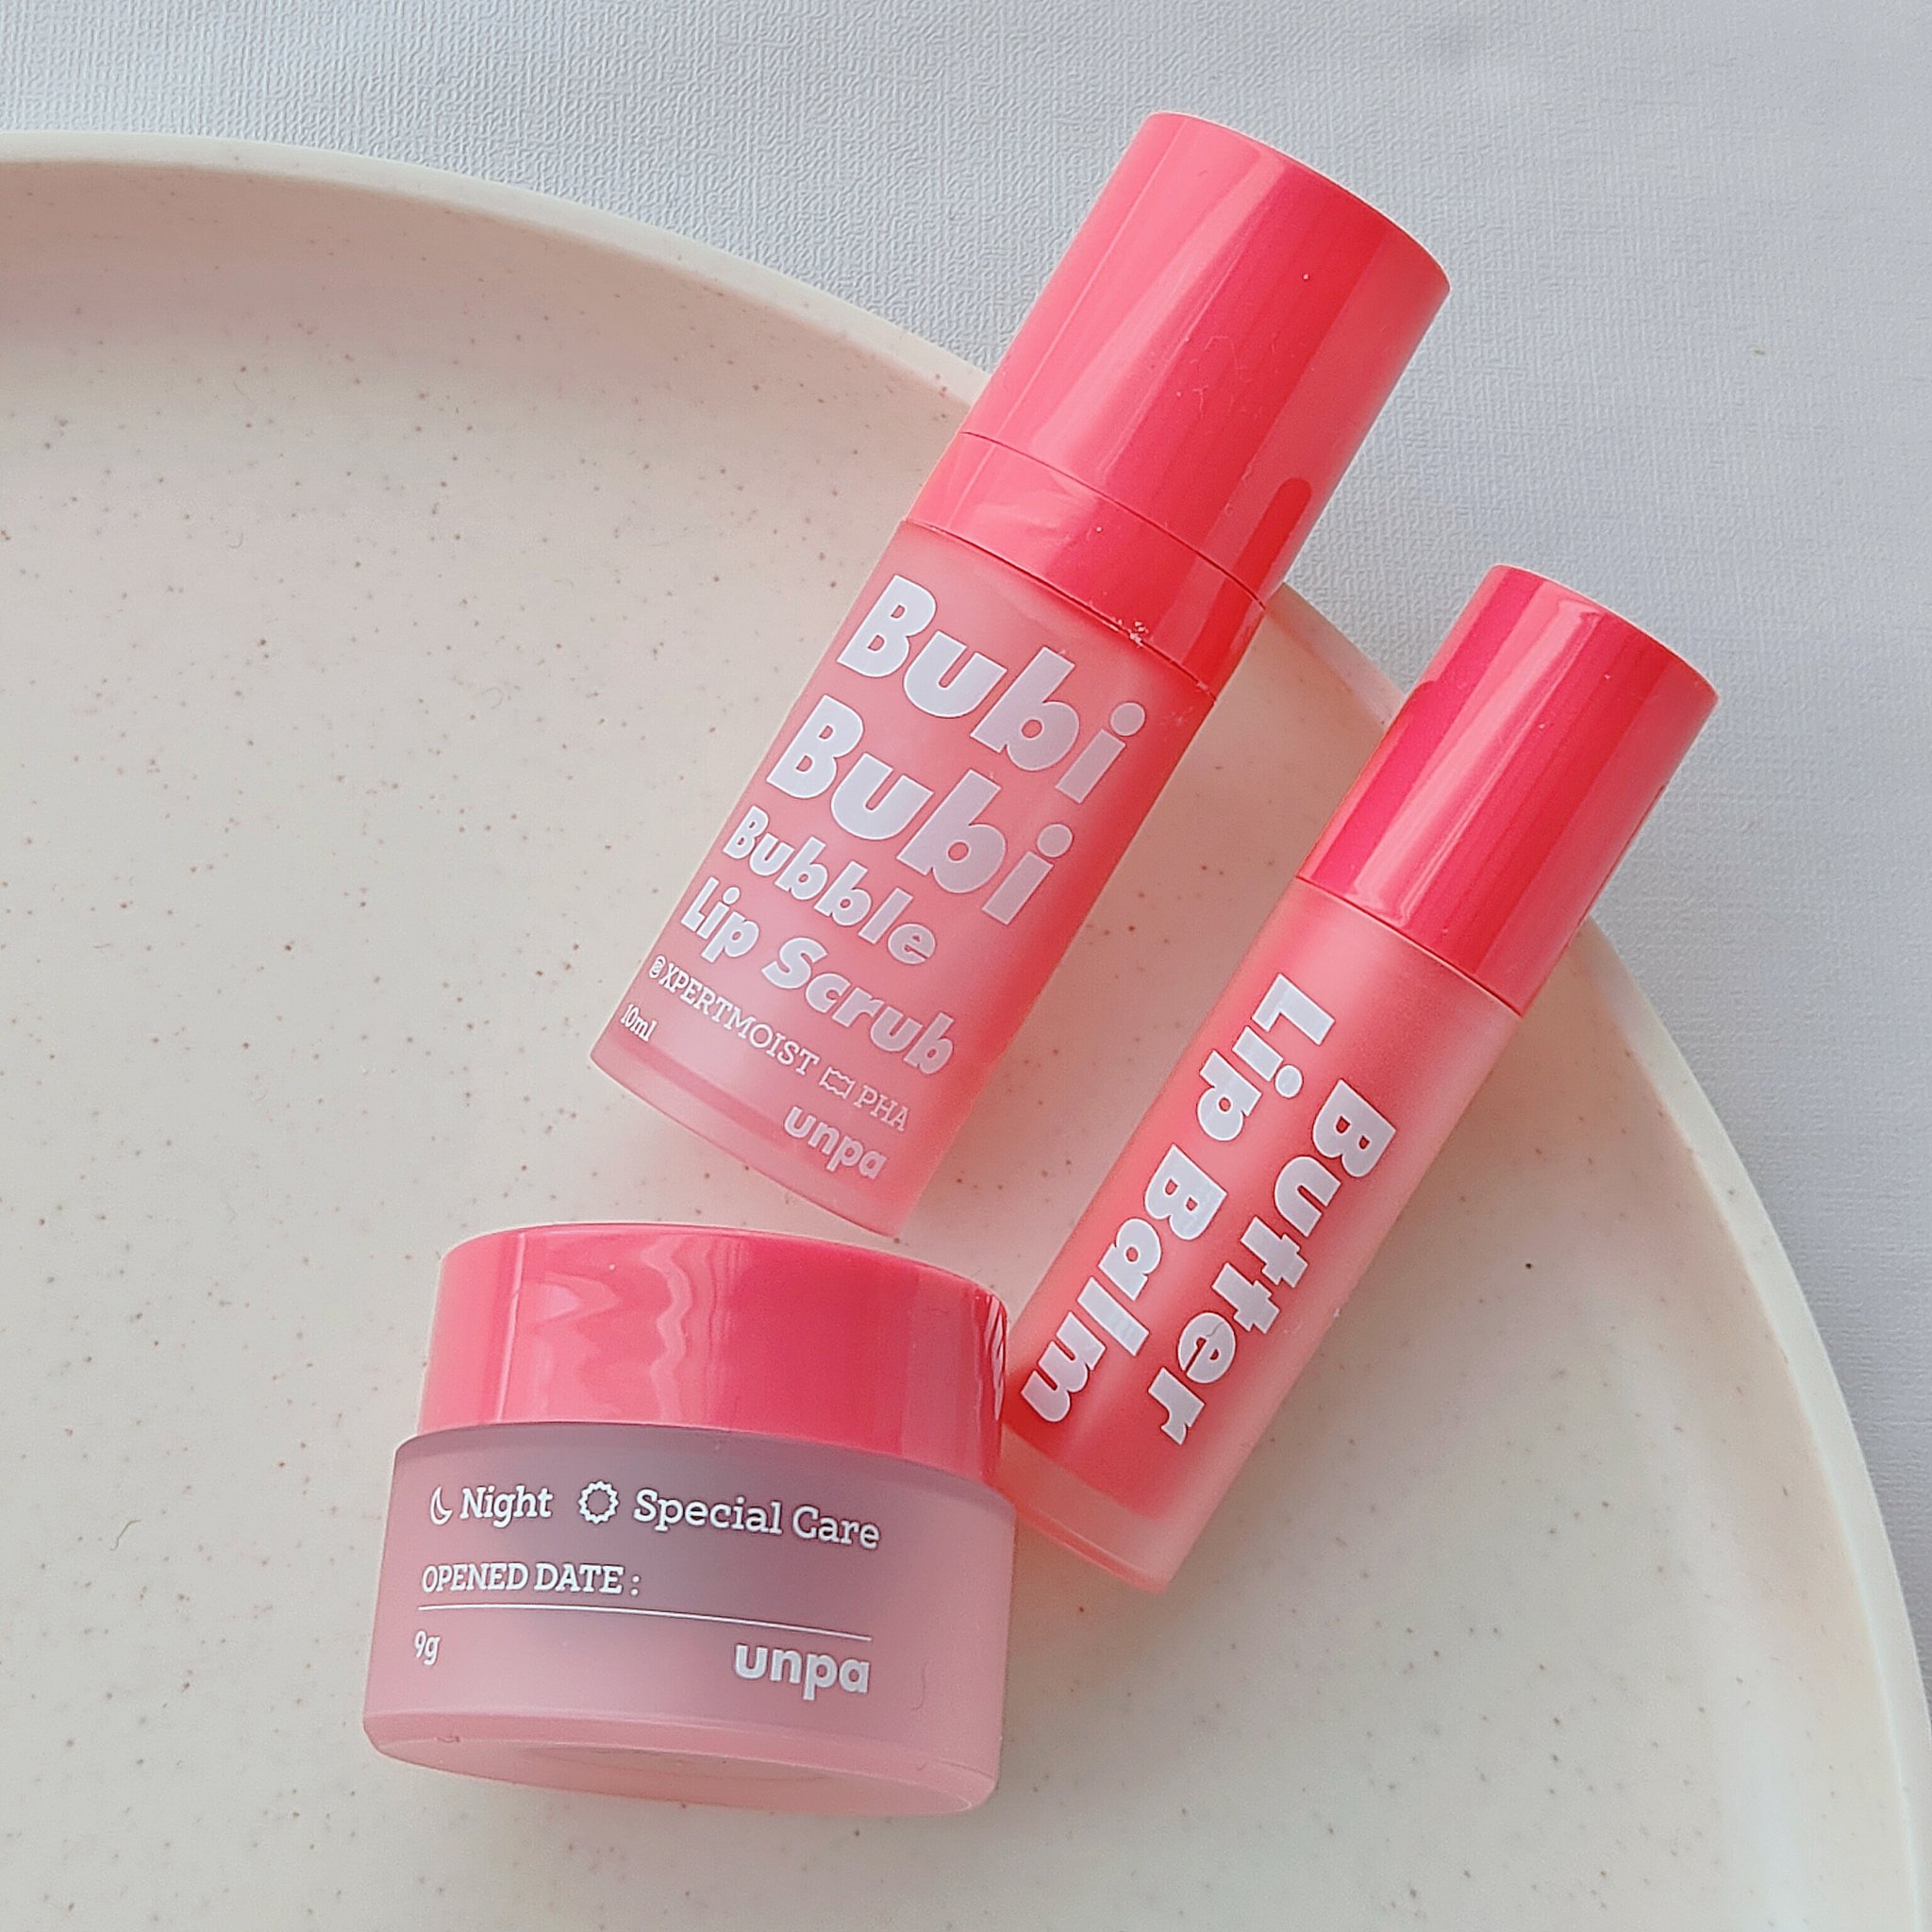 Bubi
Bubi
Bubble
Lip Scrub
@XPERTMOIST PHA
10ml
unpa
Butter
Lip Balm
Night Special Care
OPENED DATE :
9g
unpa